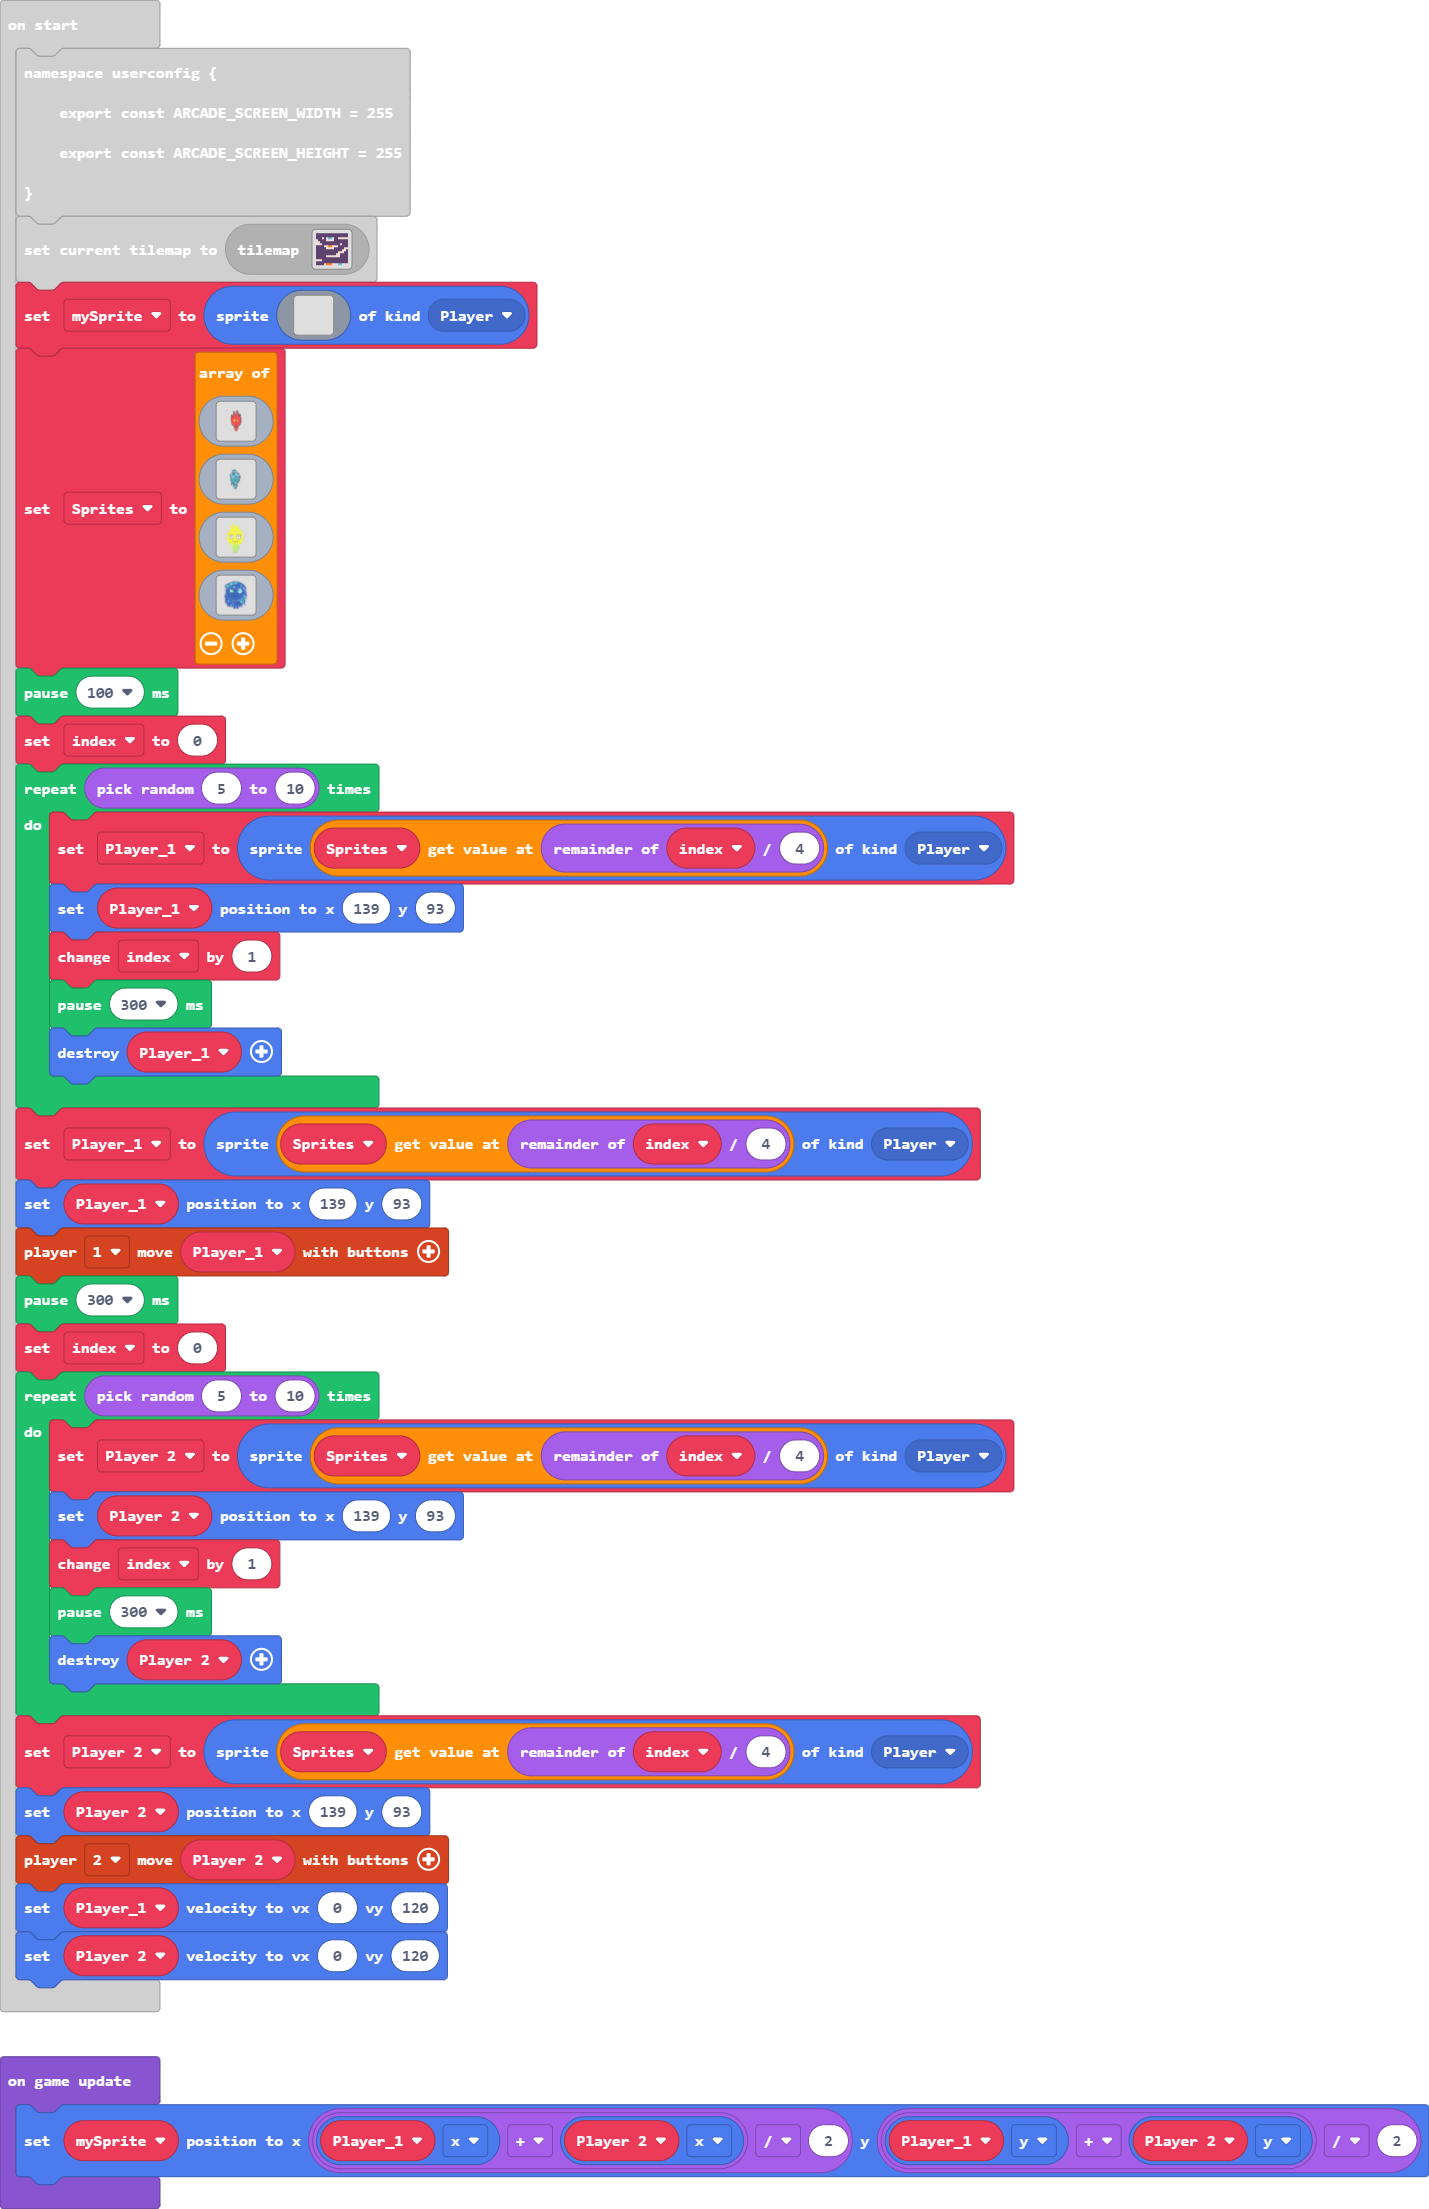 on start
namespace userconfig {
export const ARCADE_SCREEN_WIDTH = 255
export const ARCADE_SCREEN_HEIGHT = 255
}
set current tilemap to tilemap
set mySprite to sprite of kind Player
array of
set Sprites to
pause 100 ms
set index to 0
repeat pick random 5 to 10 times
do
set Player_1 to sprite Sprites get value at remainder of index / 4 of kind Player
set Player_1 position to x 139 y 93
change index by 1
pause 300 ms
destroy Player_1
set Player_1 to sprite Sprites get value at remainder of index / 4 of kind Player
set Player_1 position to x 139 y 93
player 1 move Player_1 with buttons
pause 300 ms
set index to 0
repeat pick random 5 to 10 times
do
set Player 2 to sprite Sprites get value at remainder of index / 4 of kind Player
set Player 2 position to x 139 y 93
change index by 1
pause 300 ms
destroy Player 2
set Player 2 to sprite Sprites get value at remainder of index / 4 of kind Player
set Player 2 position to x 139 y 93
player 2 move Player 2 with buttons
set Player_1 velocity to vx 0 vy 120
set Player 2 velocity to vx 0 vy 120
on game update
set mySprite position to x Player_1 x + Player 2 x / 2 y Player_1 y + Player 2 y / 2